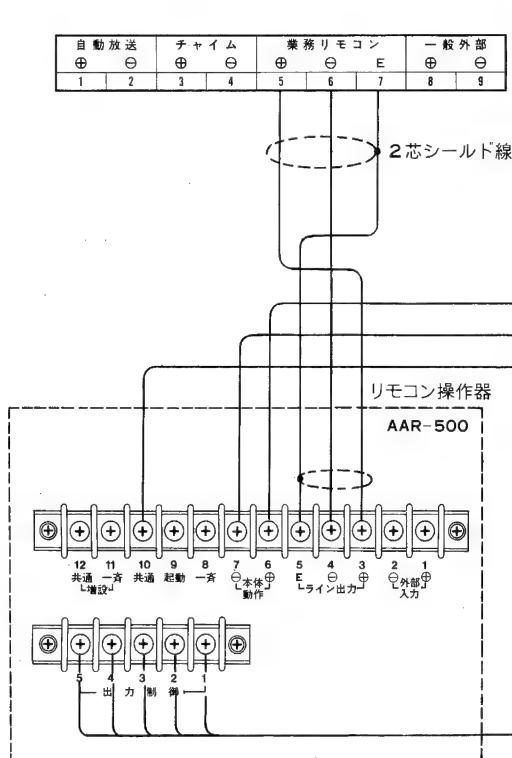 自動放送 チャイム 業務リモコン 一般外部
⊕ ⊖ ⊕ ⊖ ⊕ ⊖ E ⊕ ⊖
1 2 3 4 5 6 7 8 9
2芯シールド線
リモコン操作器
AAR-500
12 11 10 9 8 7 6 5 4 3 2 1
共通 一斉 共通 起動 一斉 ⊖ 本体 ⊕ E ⊖ ⊕ ⊖ 外部 ⊕
増設 動作 ライン出力 入力
5 4 3 2 1
出力制御